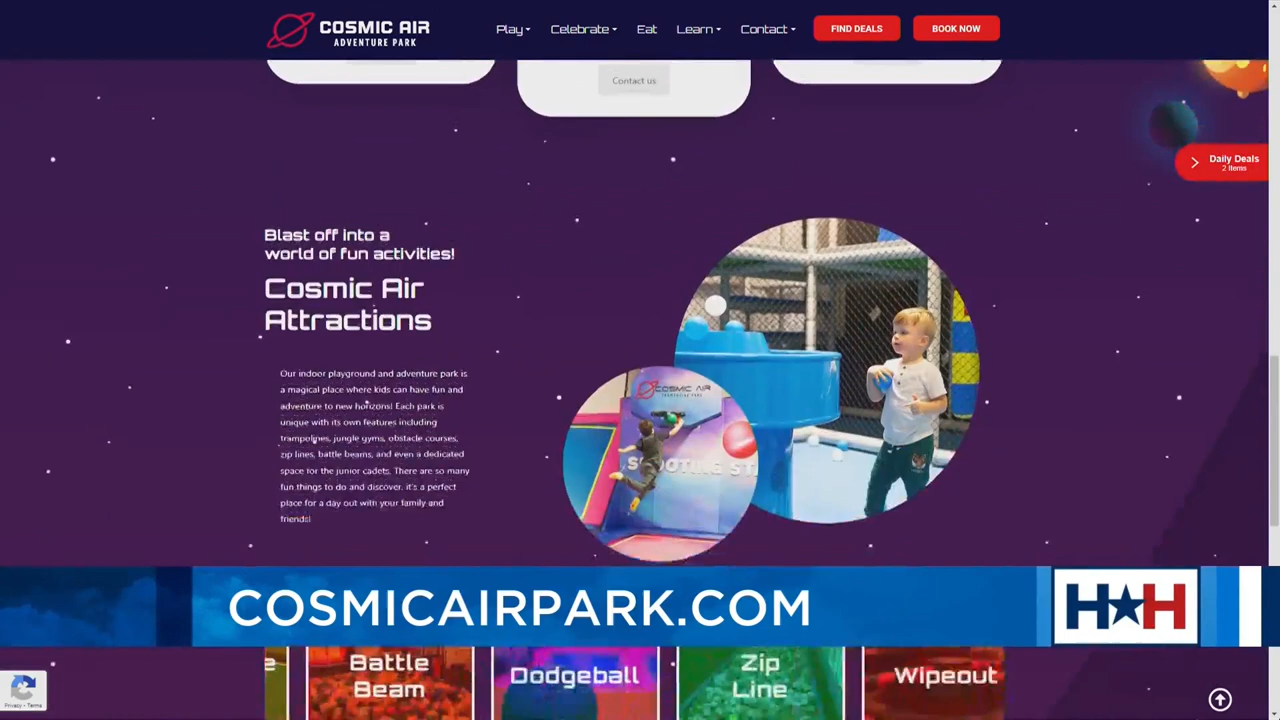 COSMIC AIR
ADVENTURE PARK
Play
Celebrate
Eat
Learn
Contact
FIND DEALS
BOOK NOW
Contact us
Daily Deals
2 Items
Blast off into a
world of fun activities!
Cosmic Air
Attractions
Our indoor playground and adventure park is
a magical place where kids can have fun and
adventure to new horizons! Each park is
unique with its own features including
trampolines, jungle gyms, obstacle courses,
zip lines, battle beams, and even a dedicated
space for the junior cadets. There are so many
fun things to do and discover, it's a perfect
place for a day out with your family and
friends!
COSMIC AIR
SHOOTING ST
COSMICAIRPARK.COM
H★H
e
Battle
Beam
Dodgeball
Zip
Line
Wipeout
Privacy - Terms